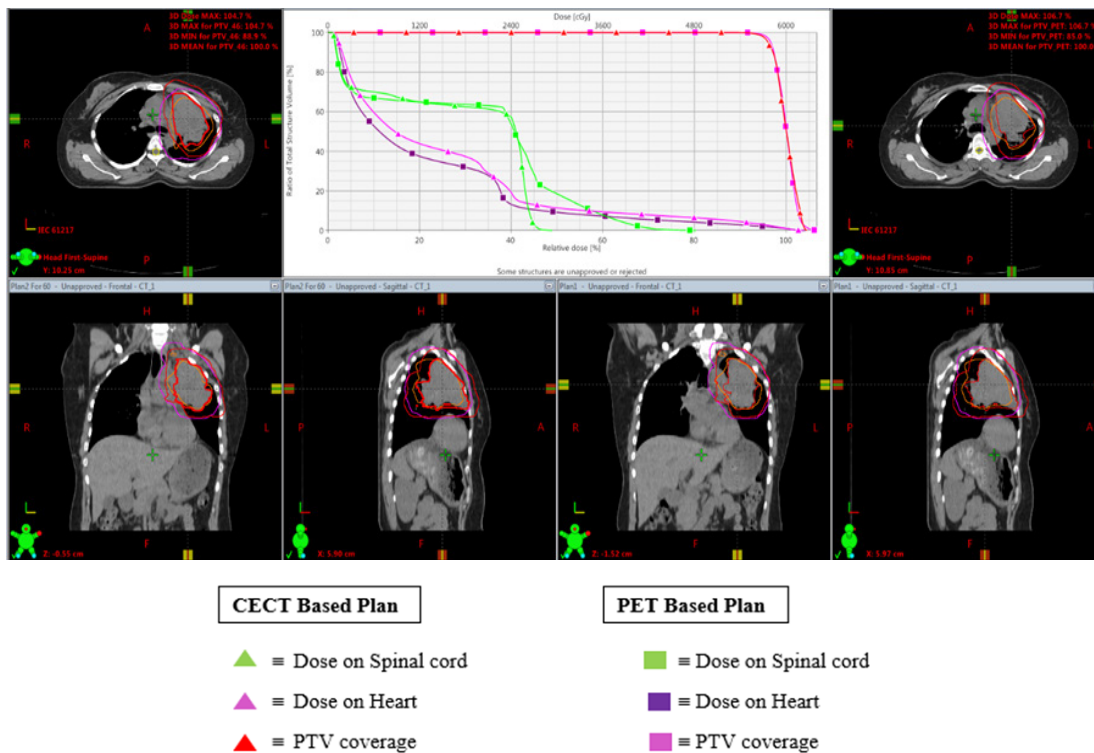 3D Dose MAX: 104.7 %
3D MAX for PTV_46: 104.7 %
3D MIN for PTV_46: 83.9 %
3D MEAN for PTV_46: 100.0 %
A
R
L
L
IEC 61217
Head First-Supine
Y: 10.25 cm
P
Dose [cGy]
0 1200 2400 3600 4800 6000
Ratio of Total Structure Volume [%]
100
80
60
40
20
0
0 20 40 60 80 100
Relative dose [%]
Some structures are unapproved or rejected
3D Dose MAX: 106.7 %
3D MAX for PTV_PET: 106.7 %
3D MIN for PTV_PET: 85.0 %
3D MEAN for PTV_PET: 100.0
A
R
L
L
IEC 61217
Head First-Supine
Y: 10.85 cm
P
Plan2 For 60 - Unapproved - Frontal - CT_1
H
R
L
L
F
Z: -0.55 cm
Plan2 For 60 - Unapproved - Sagittal - CT_1
H
P
A
L
F
X: 5.90 cm
Plan1 - Unapproved - Frontal - CT_1
H
R
L
L
F
Z: -1.52 cm
Plan1 - Unapproved - Sagittal - CT_1
H
P
A
L
F
X: 5.97 cm
CECT Based Plan
≡ Dose on Spinal cord
≡ Dose on Heart
≡ PTV coverage
PET Based Plan
≡ Dose on Spinal cord
≡ Dose on Heart
≡ PTV coverage